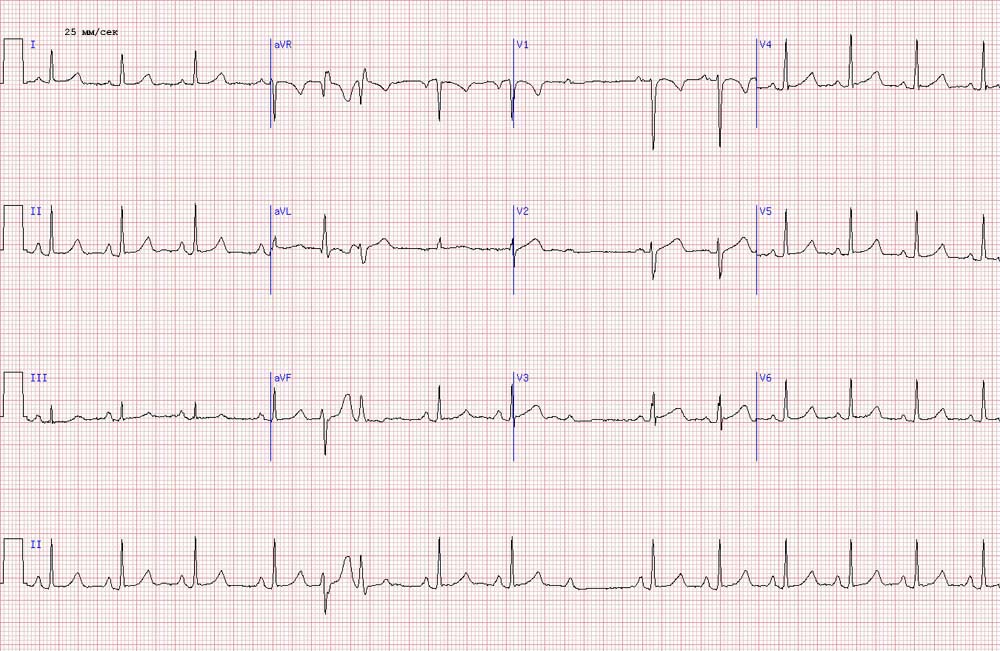 25 мм/сек
I aVR V1 V4
II aVL V2 V5
III aVF V3 V6
II